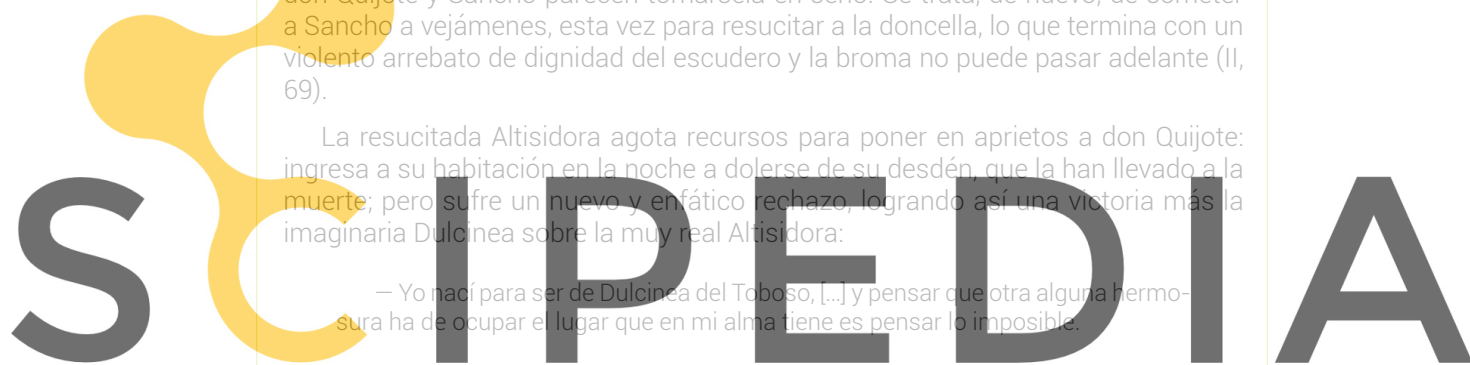 don Quijote y Sancho parecen tomársela en serio. Se trata, de nuevo, de someter
a Sancho a vejámenes, esta vez para resucitar a la doncella, lo que termina con un
violento arrebato de dignidad del escudero y la broma no puede pasar adelante (II,
69).
La resucitada Altisidora agota recursos para poner en aprietos a don Quijote:
ingresa a su habitación en la noche a dolerse de su desdén, que la han llevado a la
muerte; pero sufre un nuevo y enfático rechazo, logrando así una victoria más la
imaginaria Dulcinea sobre la muy real Altisidora:
— Yo nací para ser de Dulcinea del Toboso, [...] y pensar que otra alguna hermo-
sura ha de ocupar el lugar que en mi alma tiene es pensar lo imposible.
SCIPEDIA